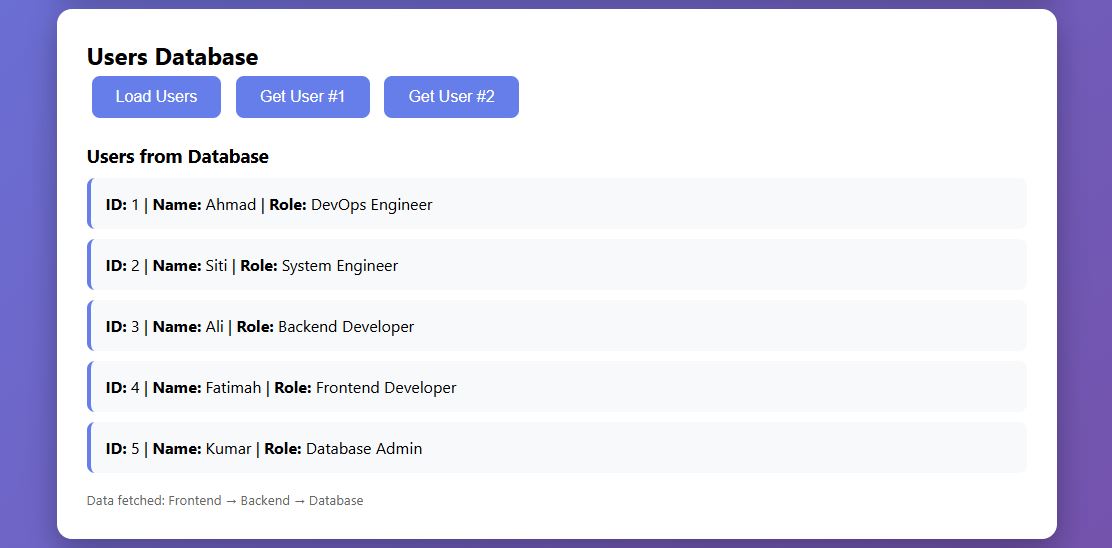 Users Database
Load Users Get User #1 Get User #2
Users from Database
ID: 1 | Name: Ahmad | Role: DevOps Engineer
ID: 2 | Name: Siti | Role: System Engineer
ID: 3 | Name: Ali | Role: Backend Developer
ID: 4 | Name: Fatimah | Role: Frontend Developer
ID: 5 | Name: Kumar | Role: Database Admin
Data fetched: Frontend → Backend → Database